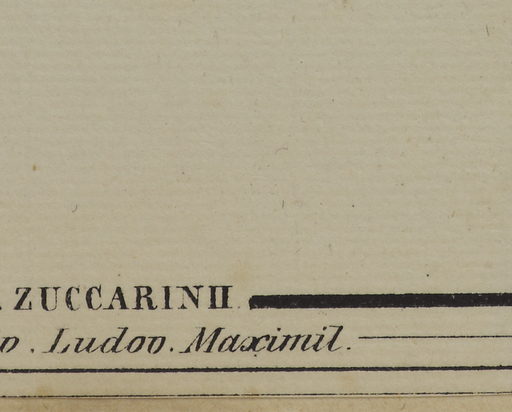 . ZUCCARINII
v. Ludov. Maximil.